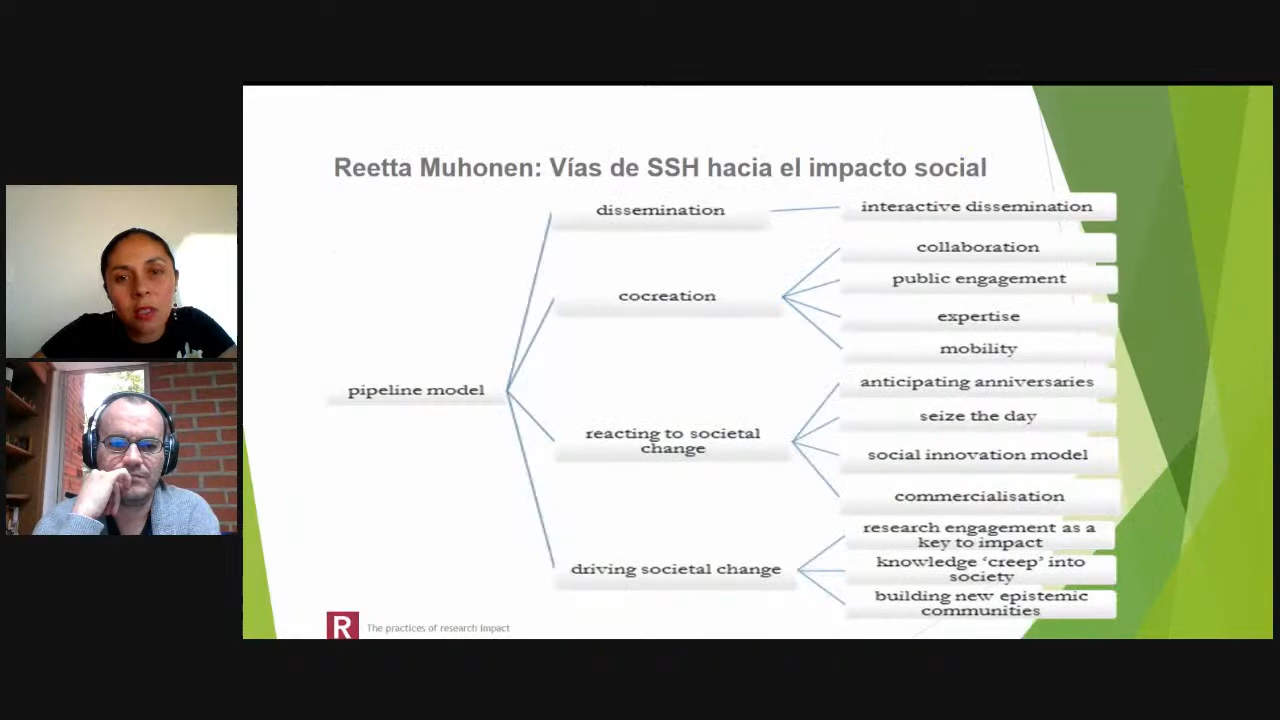 Reetta Muhonen: Vías de SSH hacia el impacto social
pipeline model
dissemination
interactive dissemination
cocreation
collaboration
public engagement
expertise
mobility
reacting to societal
change
anticipating anniversaries
seize the day
social innovation model
commercialisation
driving societal change
research engagement as a
key to impact
knowledge ‘creep’ into
society
building new epistemic
communities
R
The practices of research impact